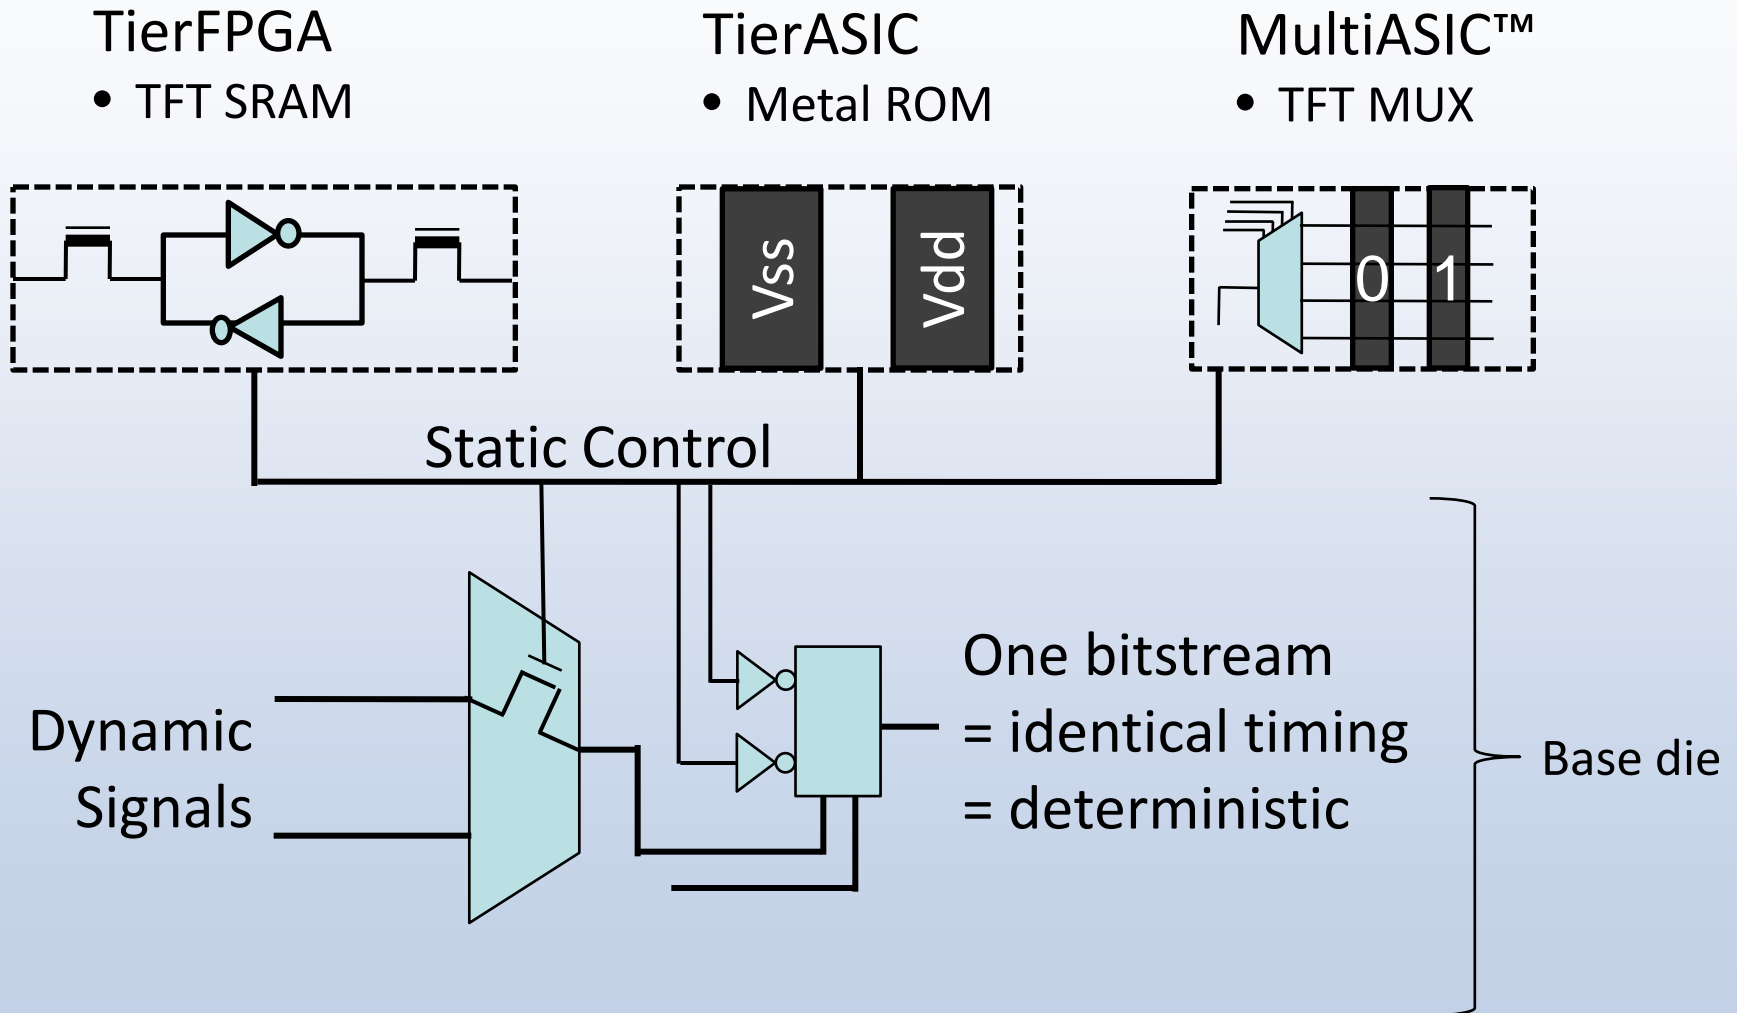 TierFPGA
• TFT SRAM
TierASIC
• Metal ROM
MultiASIC™
• TFT MUX
Vss
Vdd
0 1
Static Control
Dynamic
Signals
One bitstream
= identical timing
= deterministic
Base die